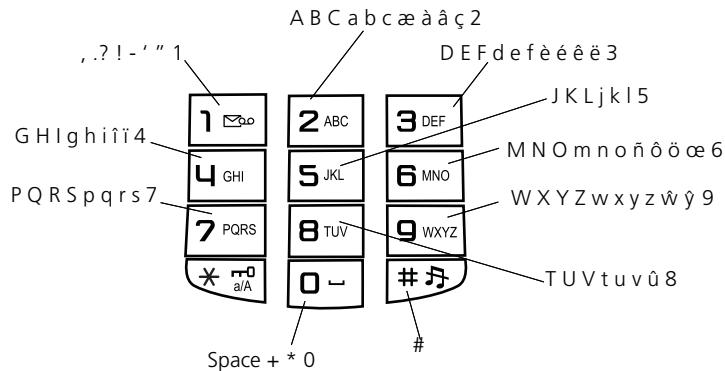 A B C a b c æ à â ç 2
, . ? ! - ‘ ” 1
D E F d e f è é ê ë 3
J K L j k l 5
1
2 ABC
3 DEF
G H I g h i î ï 4
M N O m n o ñ ô ö œ 6
4 GHI
5 JKL
6 MNO
P Q R S p q r s 7
W X Y Z w x y z ŵ ŷ 9
7 PQRS
8 TUV
9 WXYZ
T U V t u v û 8
* a/A
0
#
#
Space + * 0